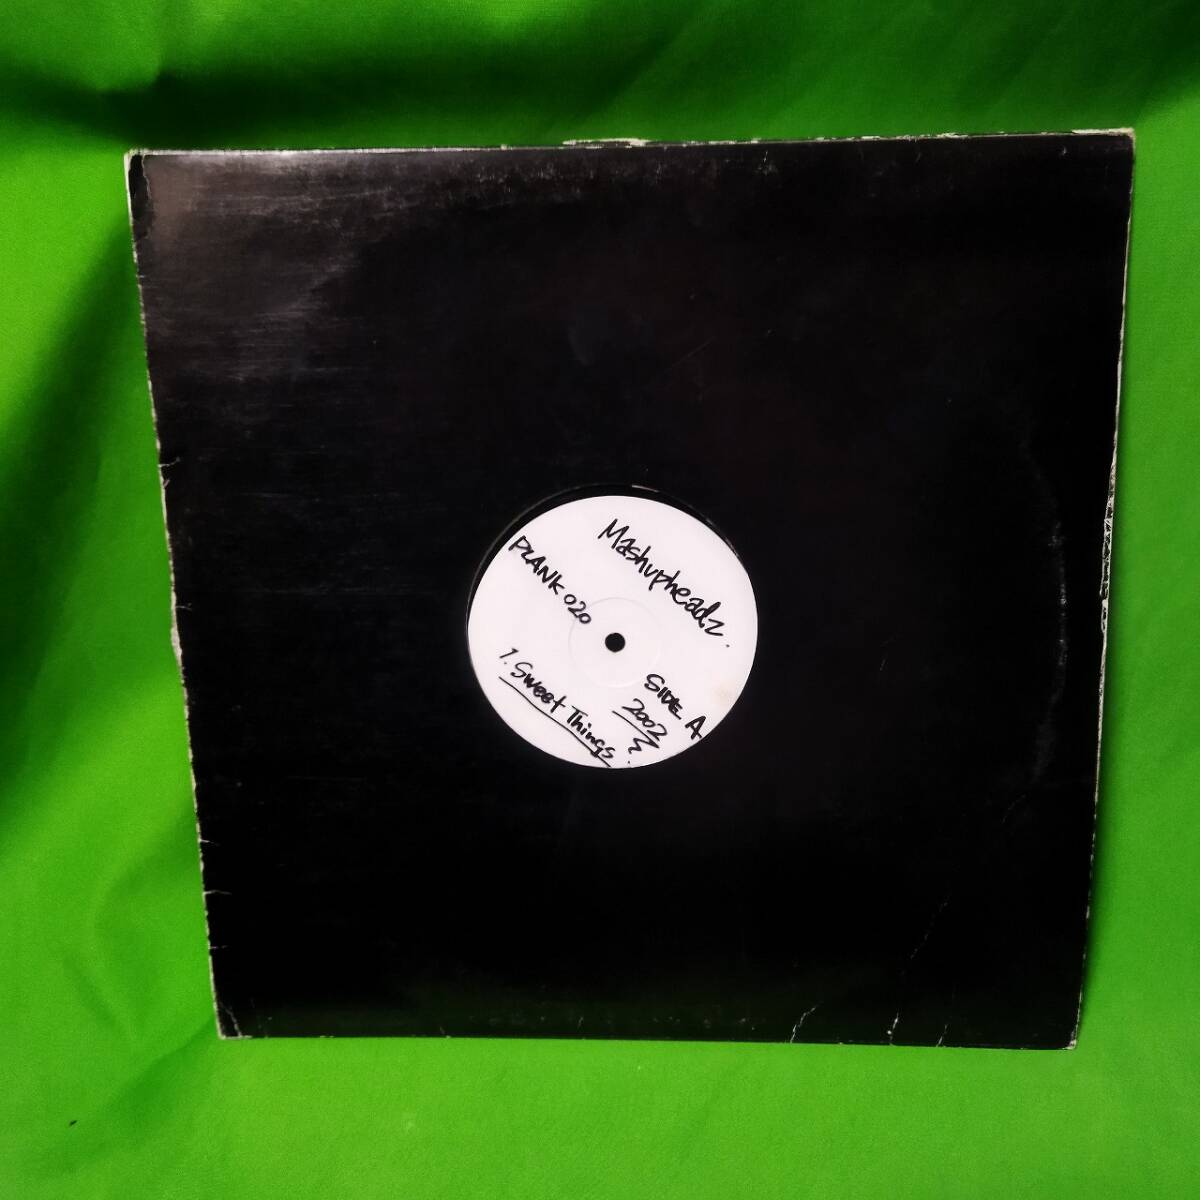 Mashupheadz.
PLANK 020
SIDE A
2002?
1. Sweet Things